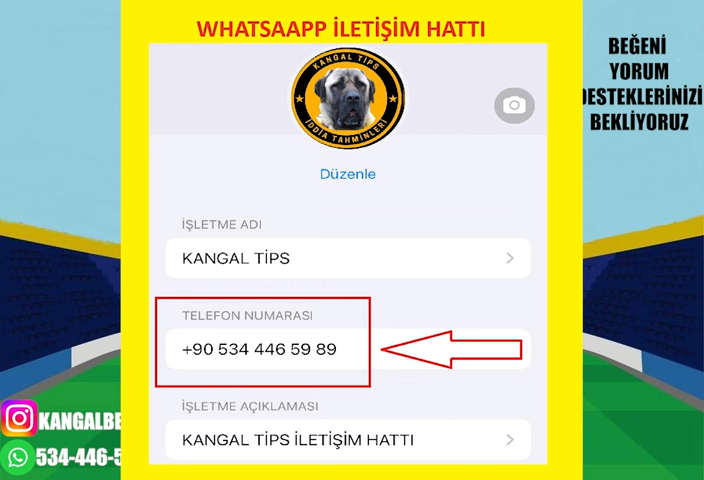 WHATSAAPP İLETİŞİM HATTI
BEĞENİ
YORUM
DESTEKLERİNİZİ
BEKLİYORUZ
KANGAL TİPS
İDDİA TAHMİNLERİ
Düzenle
İŞLETME ADI
KANGAL TİPS
TELEFON NUMARASI
+90 534 446 59 89
İŞLETME AÇIKLAMASI
KANGAL TİPS İLETİŞİM HATTI
KANGALBE
534-446-5